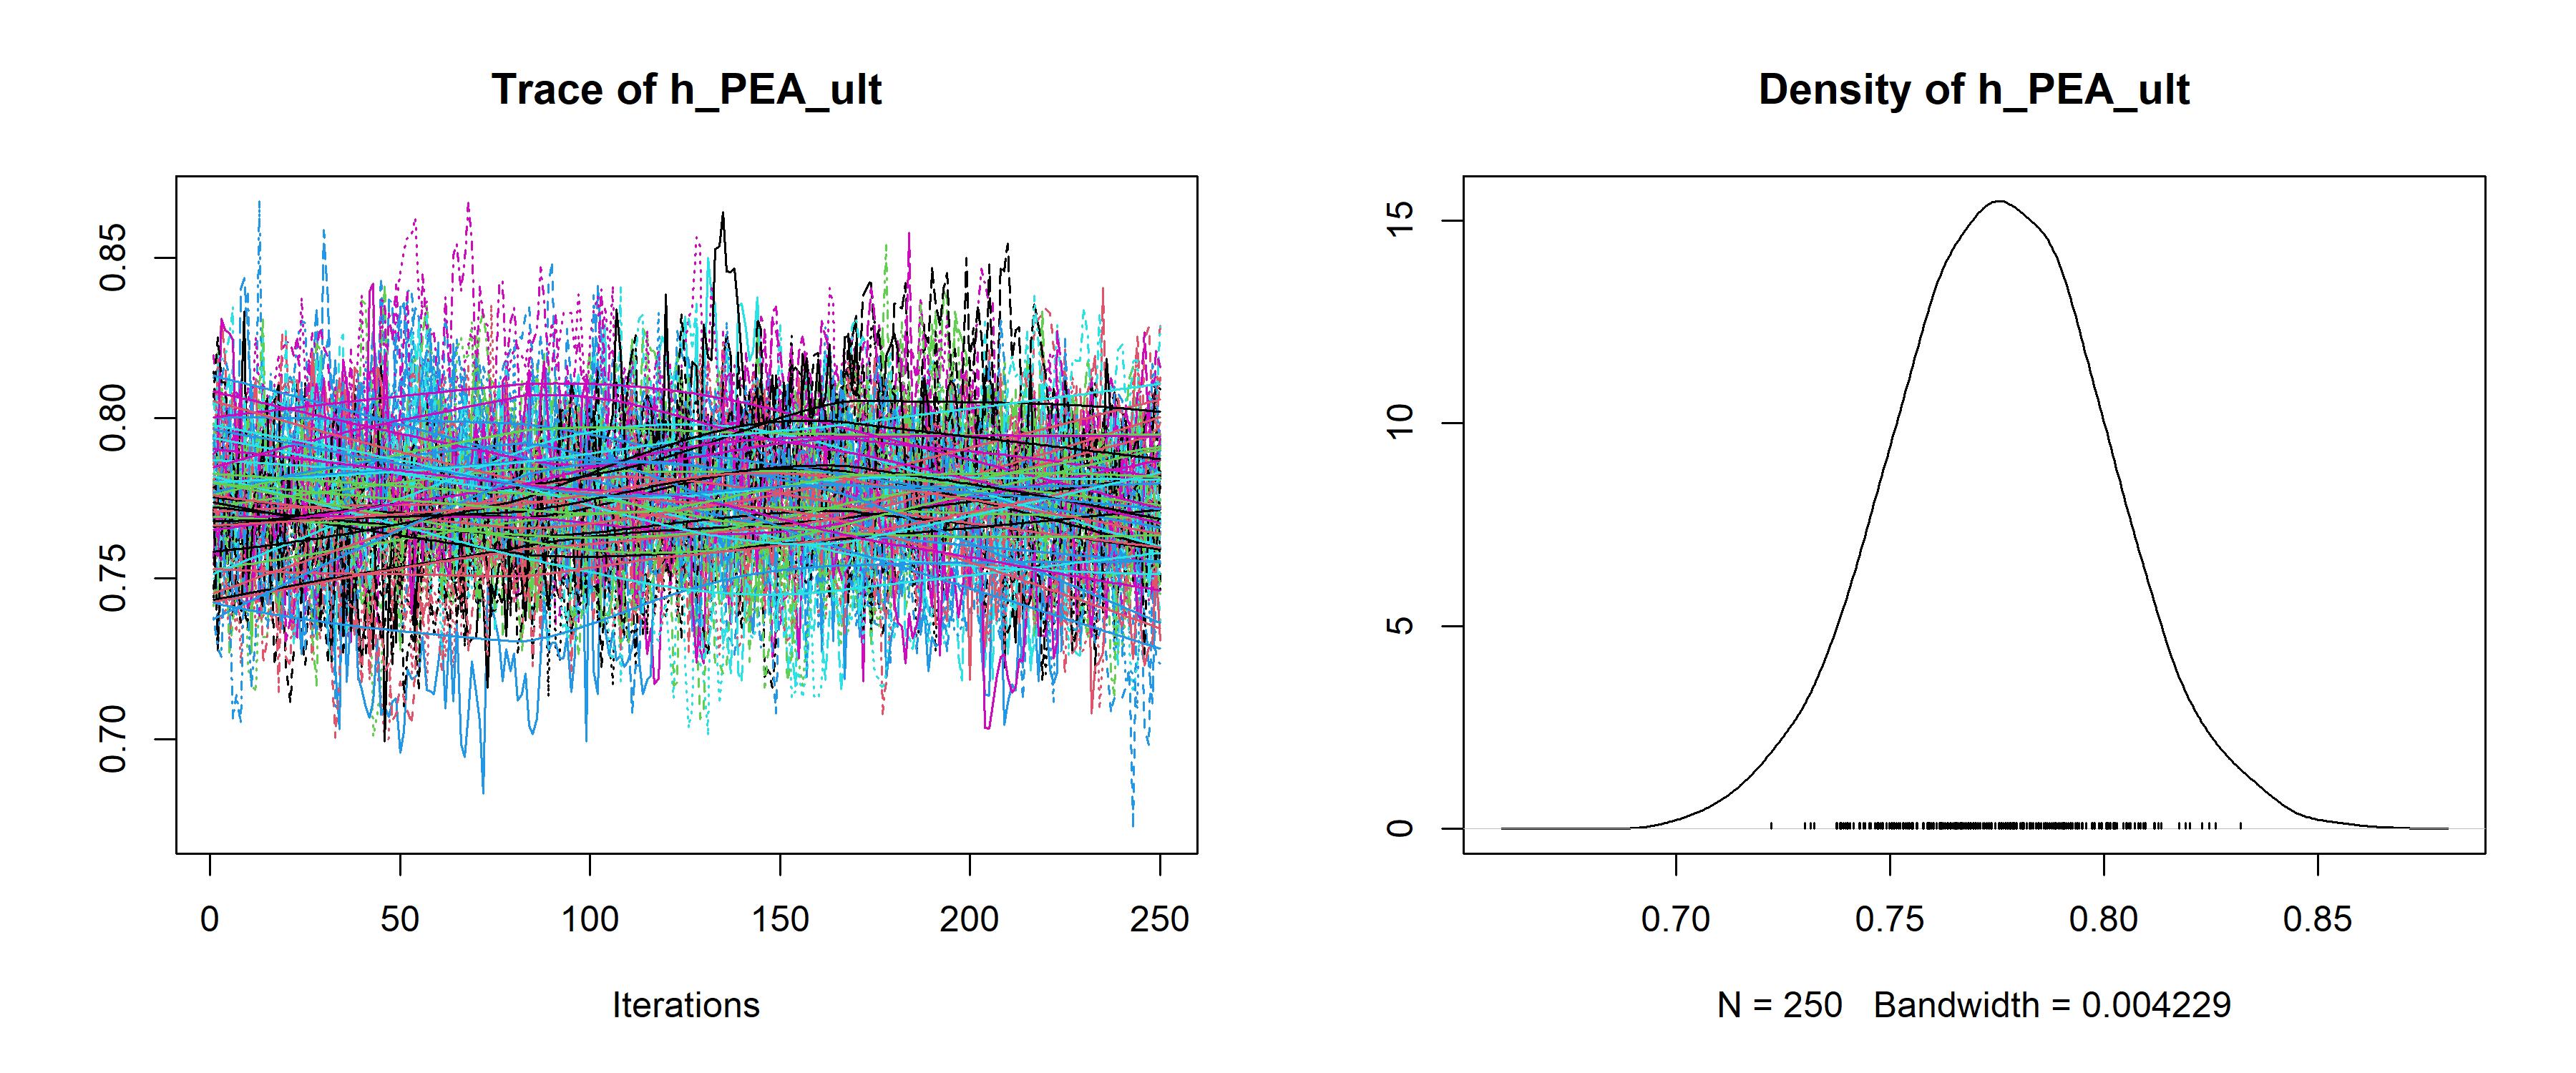 Trace of h_PEA_ult
0.85
0.80
0.75
0.70
0 50 100 150 200 250
Iterations
Density of h_PEA_ult
15
10
5
0
0.70 0.75 0.80 0.85
N = 250 Bandwidth = 0.004229